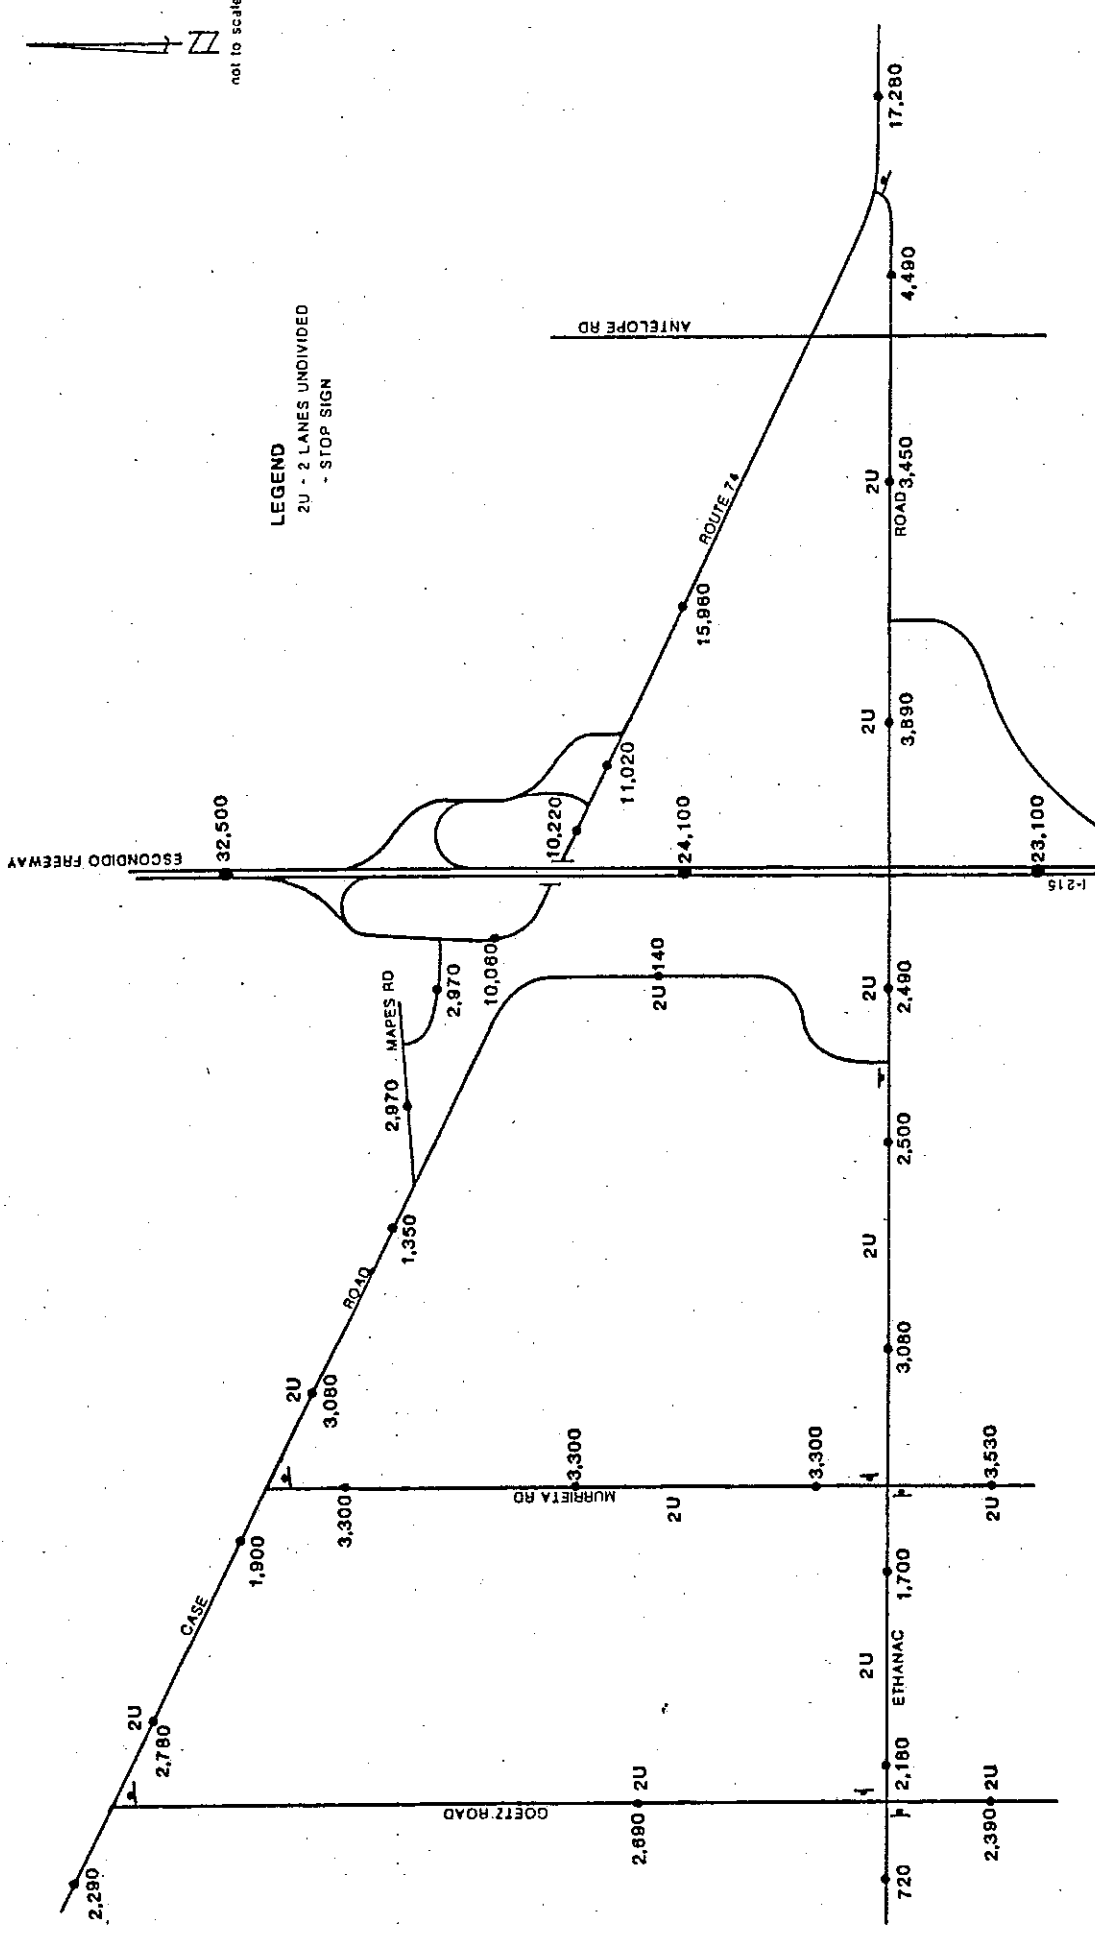 not to scale
LEGEND
2U - 2 LANES UNDIVIDED
- STOP SIGN
ESCONDIDO FREEWAY
32,500
24,100
23,100
I-215
2,290
CASE
2U
2,780
1,900
2U
3,080
ROAD
1,350
2,970
MAPES RD
2,970
10,060
10,220
11,020
15,960
ROUTE 74
ANTELOPE RD
17,280
GOETZ ROAD
2,690
2U
2,390
2U
MURRIETA RD
3,300
3,300
3,300
2U
3,530
2U
2U
140
720
2,180
ETHANAC
2U
1,700
3,080
2U
2,500
2,490
2U
3,890
2U
ROAD
3,450
2U
4,490